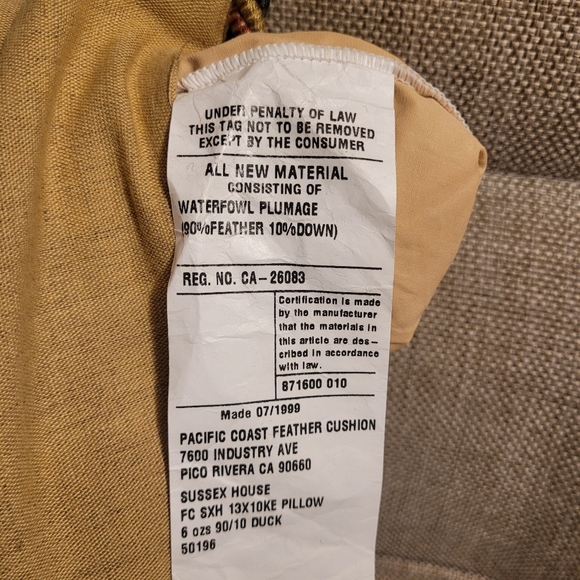 UNDER PENALTY OF LAW
THIS TAG NOT TO BE REMOVED
EXCEPT BY THE CONSUMER
ALL NEW MATERIAL
CONSISTING OF
WATERFOWL PLUMAGE
(90%FEATHER 10%DOWN)
REG. NO. CA-26083
Certification is made
by the manufacturer
that the materials in
this article are des-
cribed in accordance
with law.
871600 010
Made 07/1999
PACIFIC COAST FEATHER CUSHION
7600 INDUSTRY AVE
PICO RIVERA CA 90660
SUSSEX HOUSE
FC SXH 13X10KE PILLOW
6 ozs 90/10 DUCK
50196